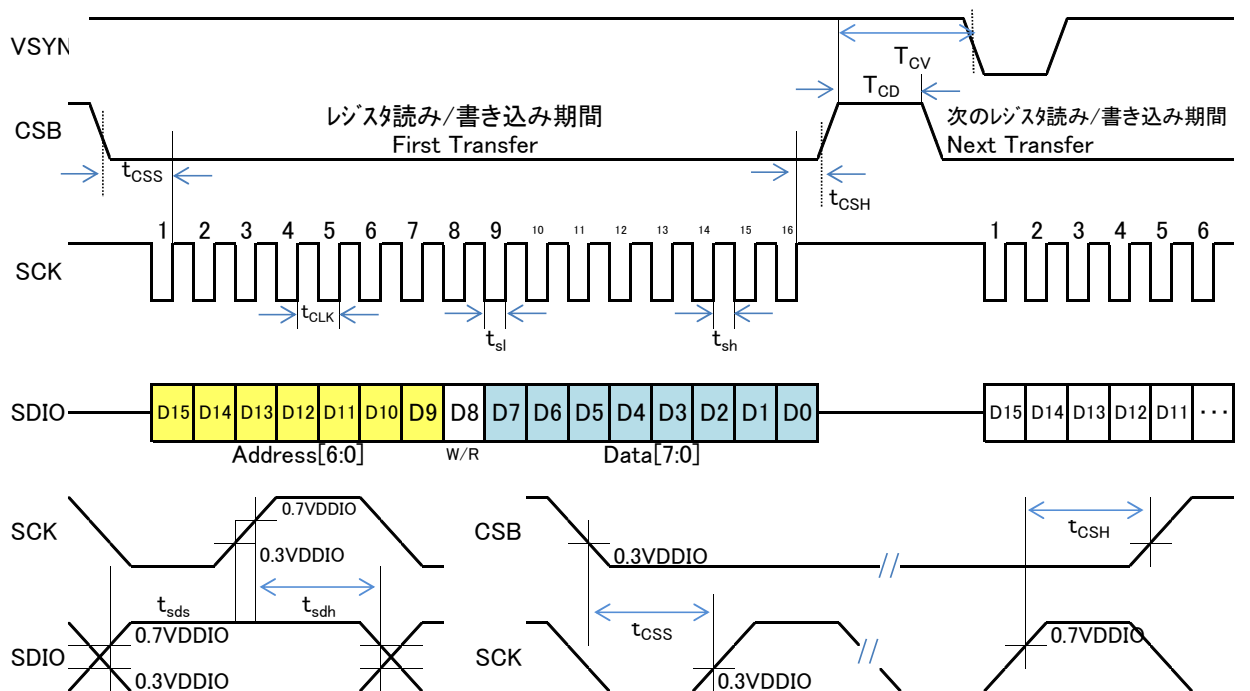 VSYN
T_CV
T_CD
CSB
レジスタ読み/書き込み期間
First Transfer
次のレジスタ読み/書き込み期間
Next Transfer
t_CSS
t_CSH
1 2 3 4 5 6 7 8 9 10 11 12 13 14 15 16
1 2 3 4 5 6
SCK
t_CLK
t_sl
t_sh
SDIO
D15 D14 D13 D12 D11 D10 D9 D8 D7 D6 D5 D4 D3 D2 D1 D0
D15 D14 D13 D12 D11 ···
Address[6:0]
W/R
Data[7:0]
SCK
0.7VDDIO
0.3VDDIO
t_sds
t_sdh
SDIO
0.7VDDIO
0.3VDDIO
CSB
0.3VDDIO
t_CSH
t_CSS
SCK
0.3VDDIO
0.7VDDIO